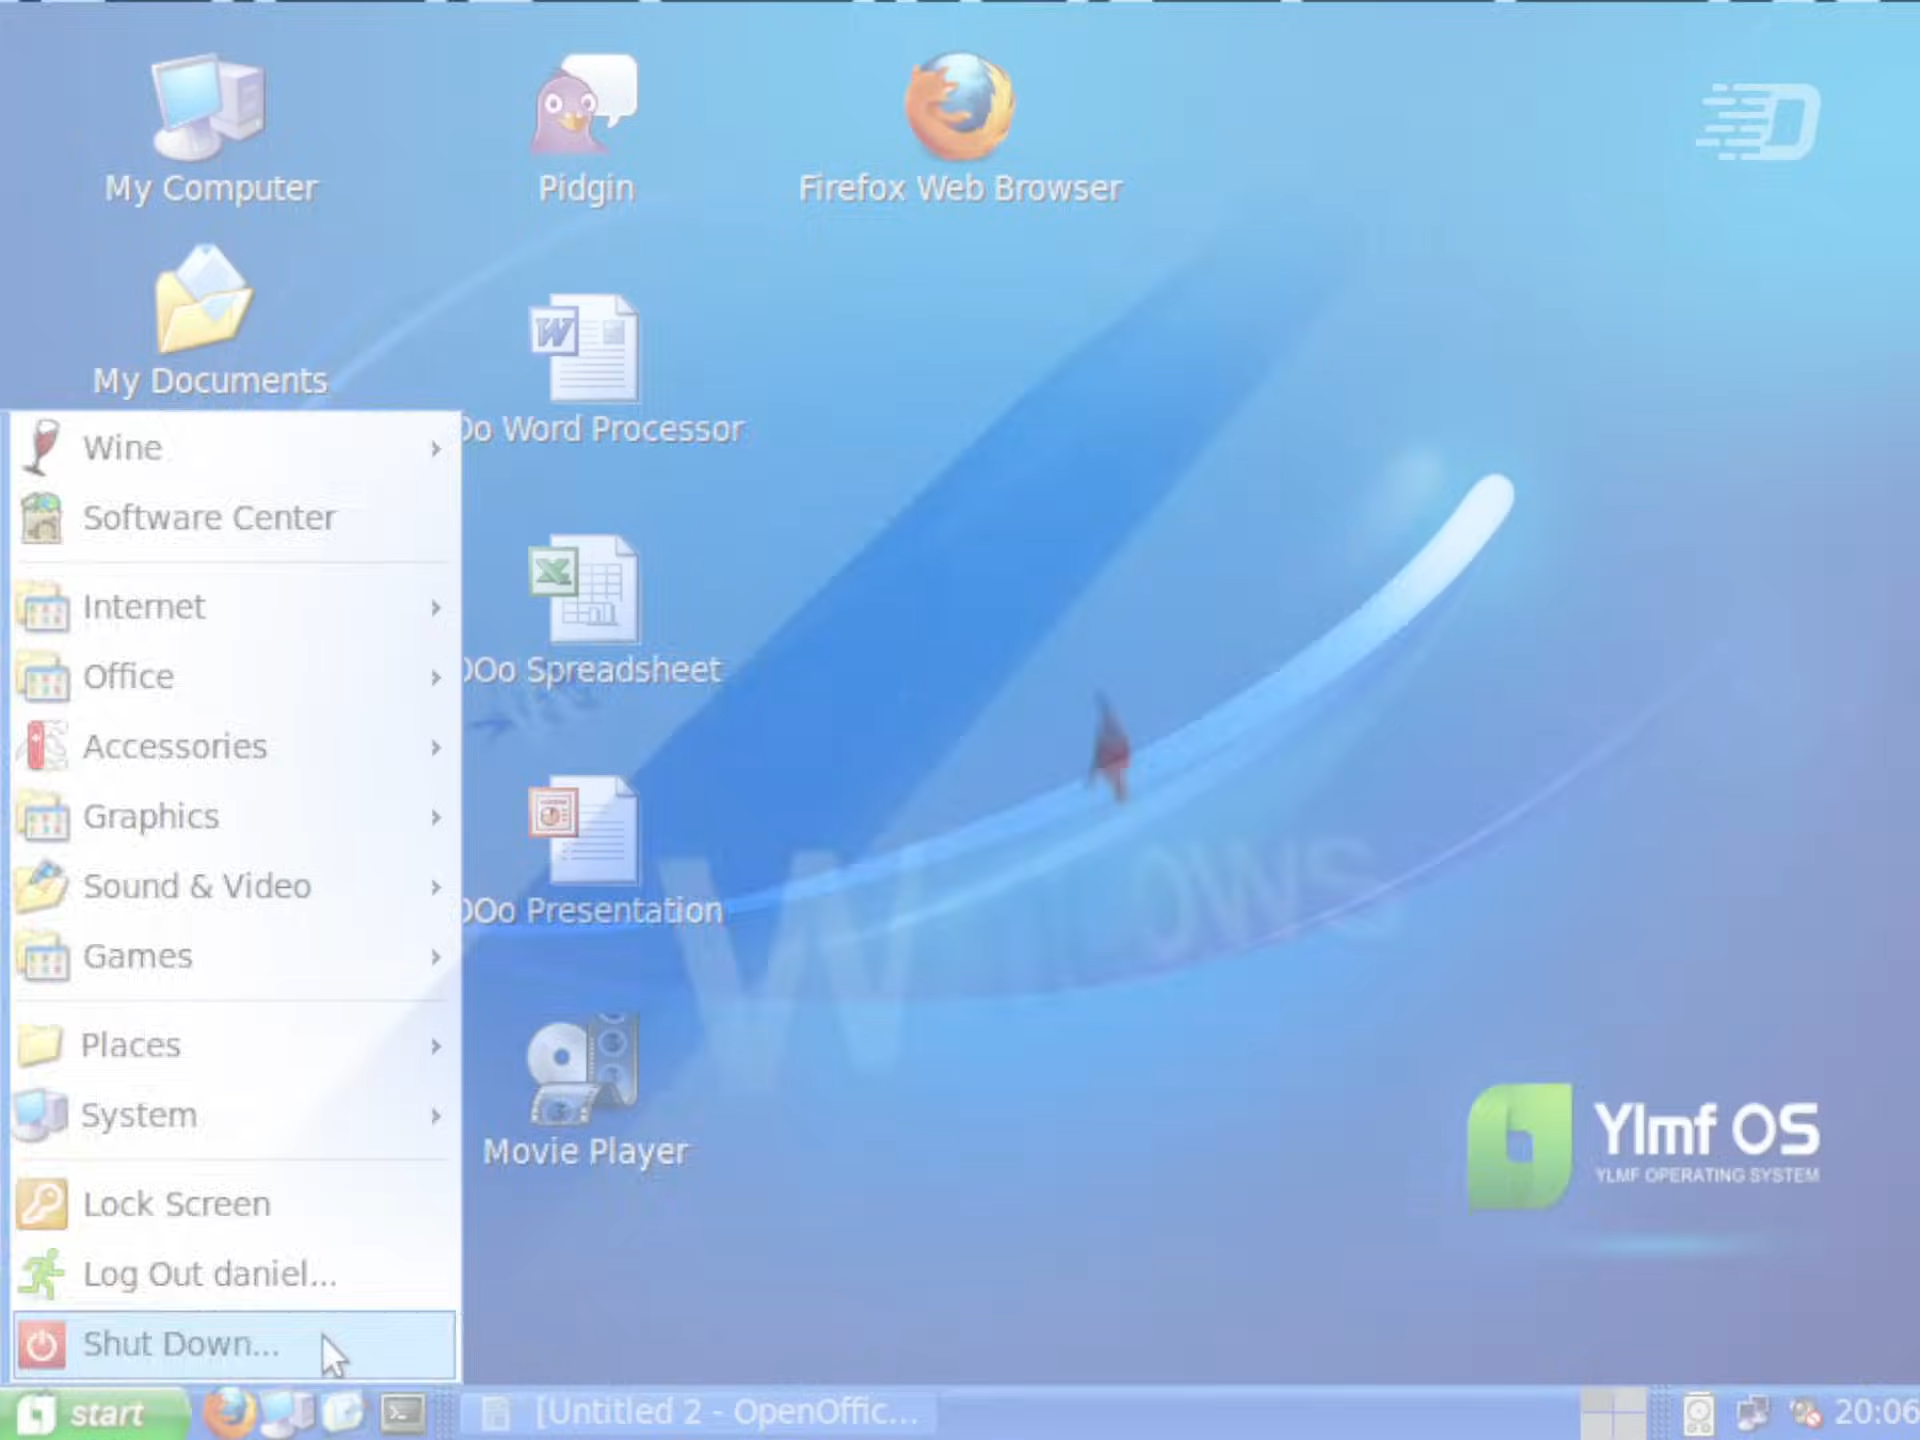 My Computer
Pidgin
Firefox Web Browser
My Documents
Wine
Oo Word Processor
Software Center
Internet
Office
OOo Spreadsheet
Accessories
Graphics
Sound & Video
OOo Presentation
Games
Places
System
Movie Player
Ylmf OS
YLMF OPERATING SYSTEM
Lock Screen
Log Out daniel...
Shut Down...
start
[Untitled 2 - OpenOffic...
20:06